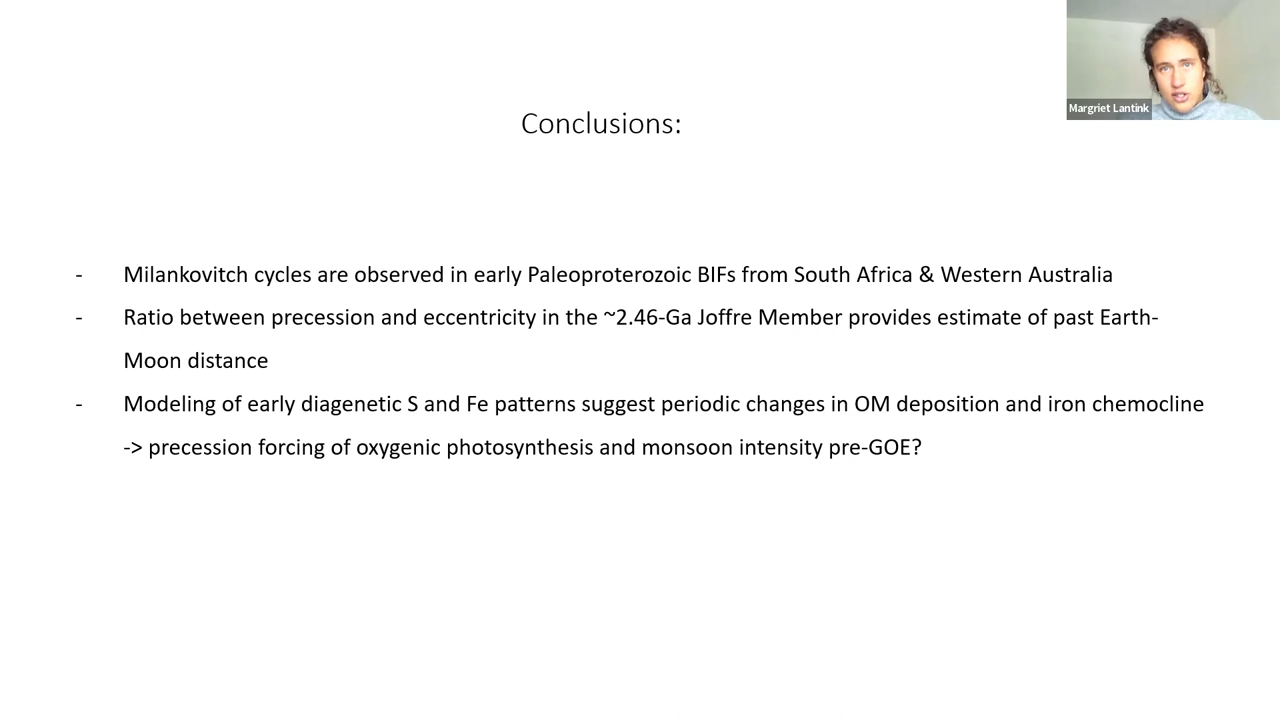 Margriet Lantink
Conclusions:
- Milankovitch cycles are observed in early Paleoproterozoic BIFs from South Africa & Western Australia
- Ratio between precession and eccentricity in the ~2.46-Ga Joffre Member provides estimate of past Earth-
Moon distance
- Modeling of early diagenetic S and Fe patterns suggest periodic changes in OM deposition and iron chemocline
-> precession forcing of oxygenic photosynthesis and monsoon intensity pre-GOE?